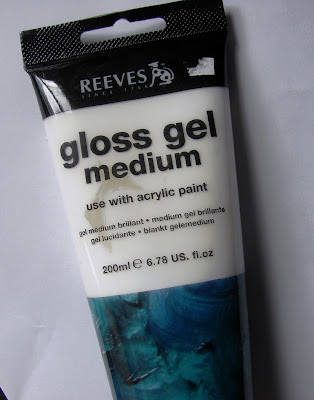 REEVES
SINCE 1766
gloss gel
medium
use with acrylic paint
gel médium brillant • medium gel brillante
gel lucidante • blankt gelemedium
200ml ℮ 6.78 US. fl.oz